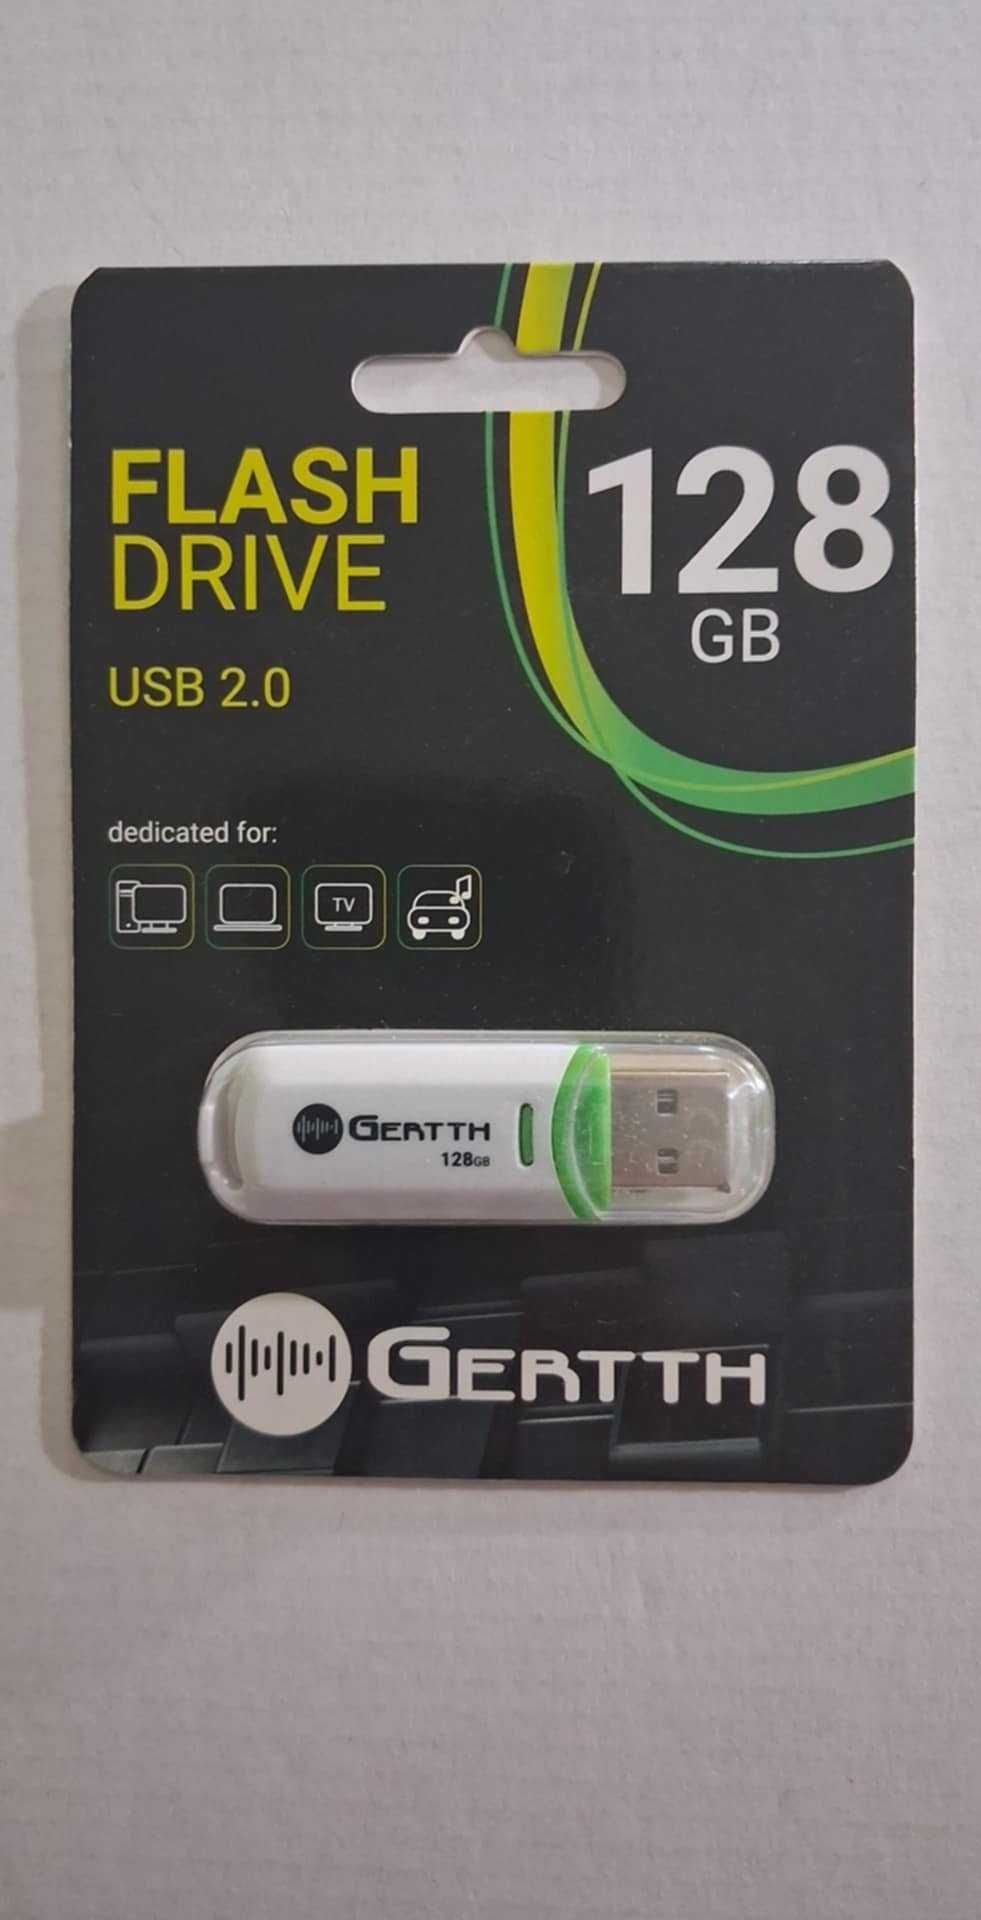 FLASH
DRIVE
128
GB
USB 2.0
dedicated for:
TV
GERTTH
128GB
GERTTH